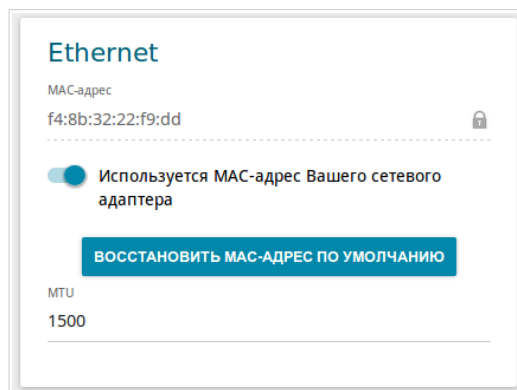 Ethernet
MAC-адрес
f4:8b:32:22:f9:dd
Используется MAC-адрес Вашего сетевого
адаптера
ВОССТАНОВИТЬ MAC-АДРЕС ПО УМОЛЧАНИЮ
MTU
1500